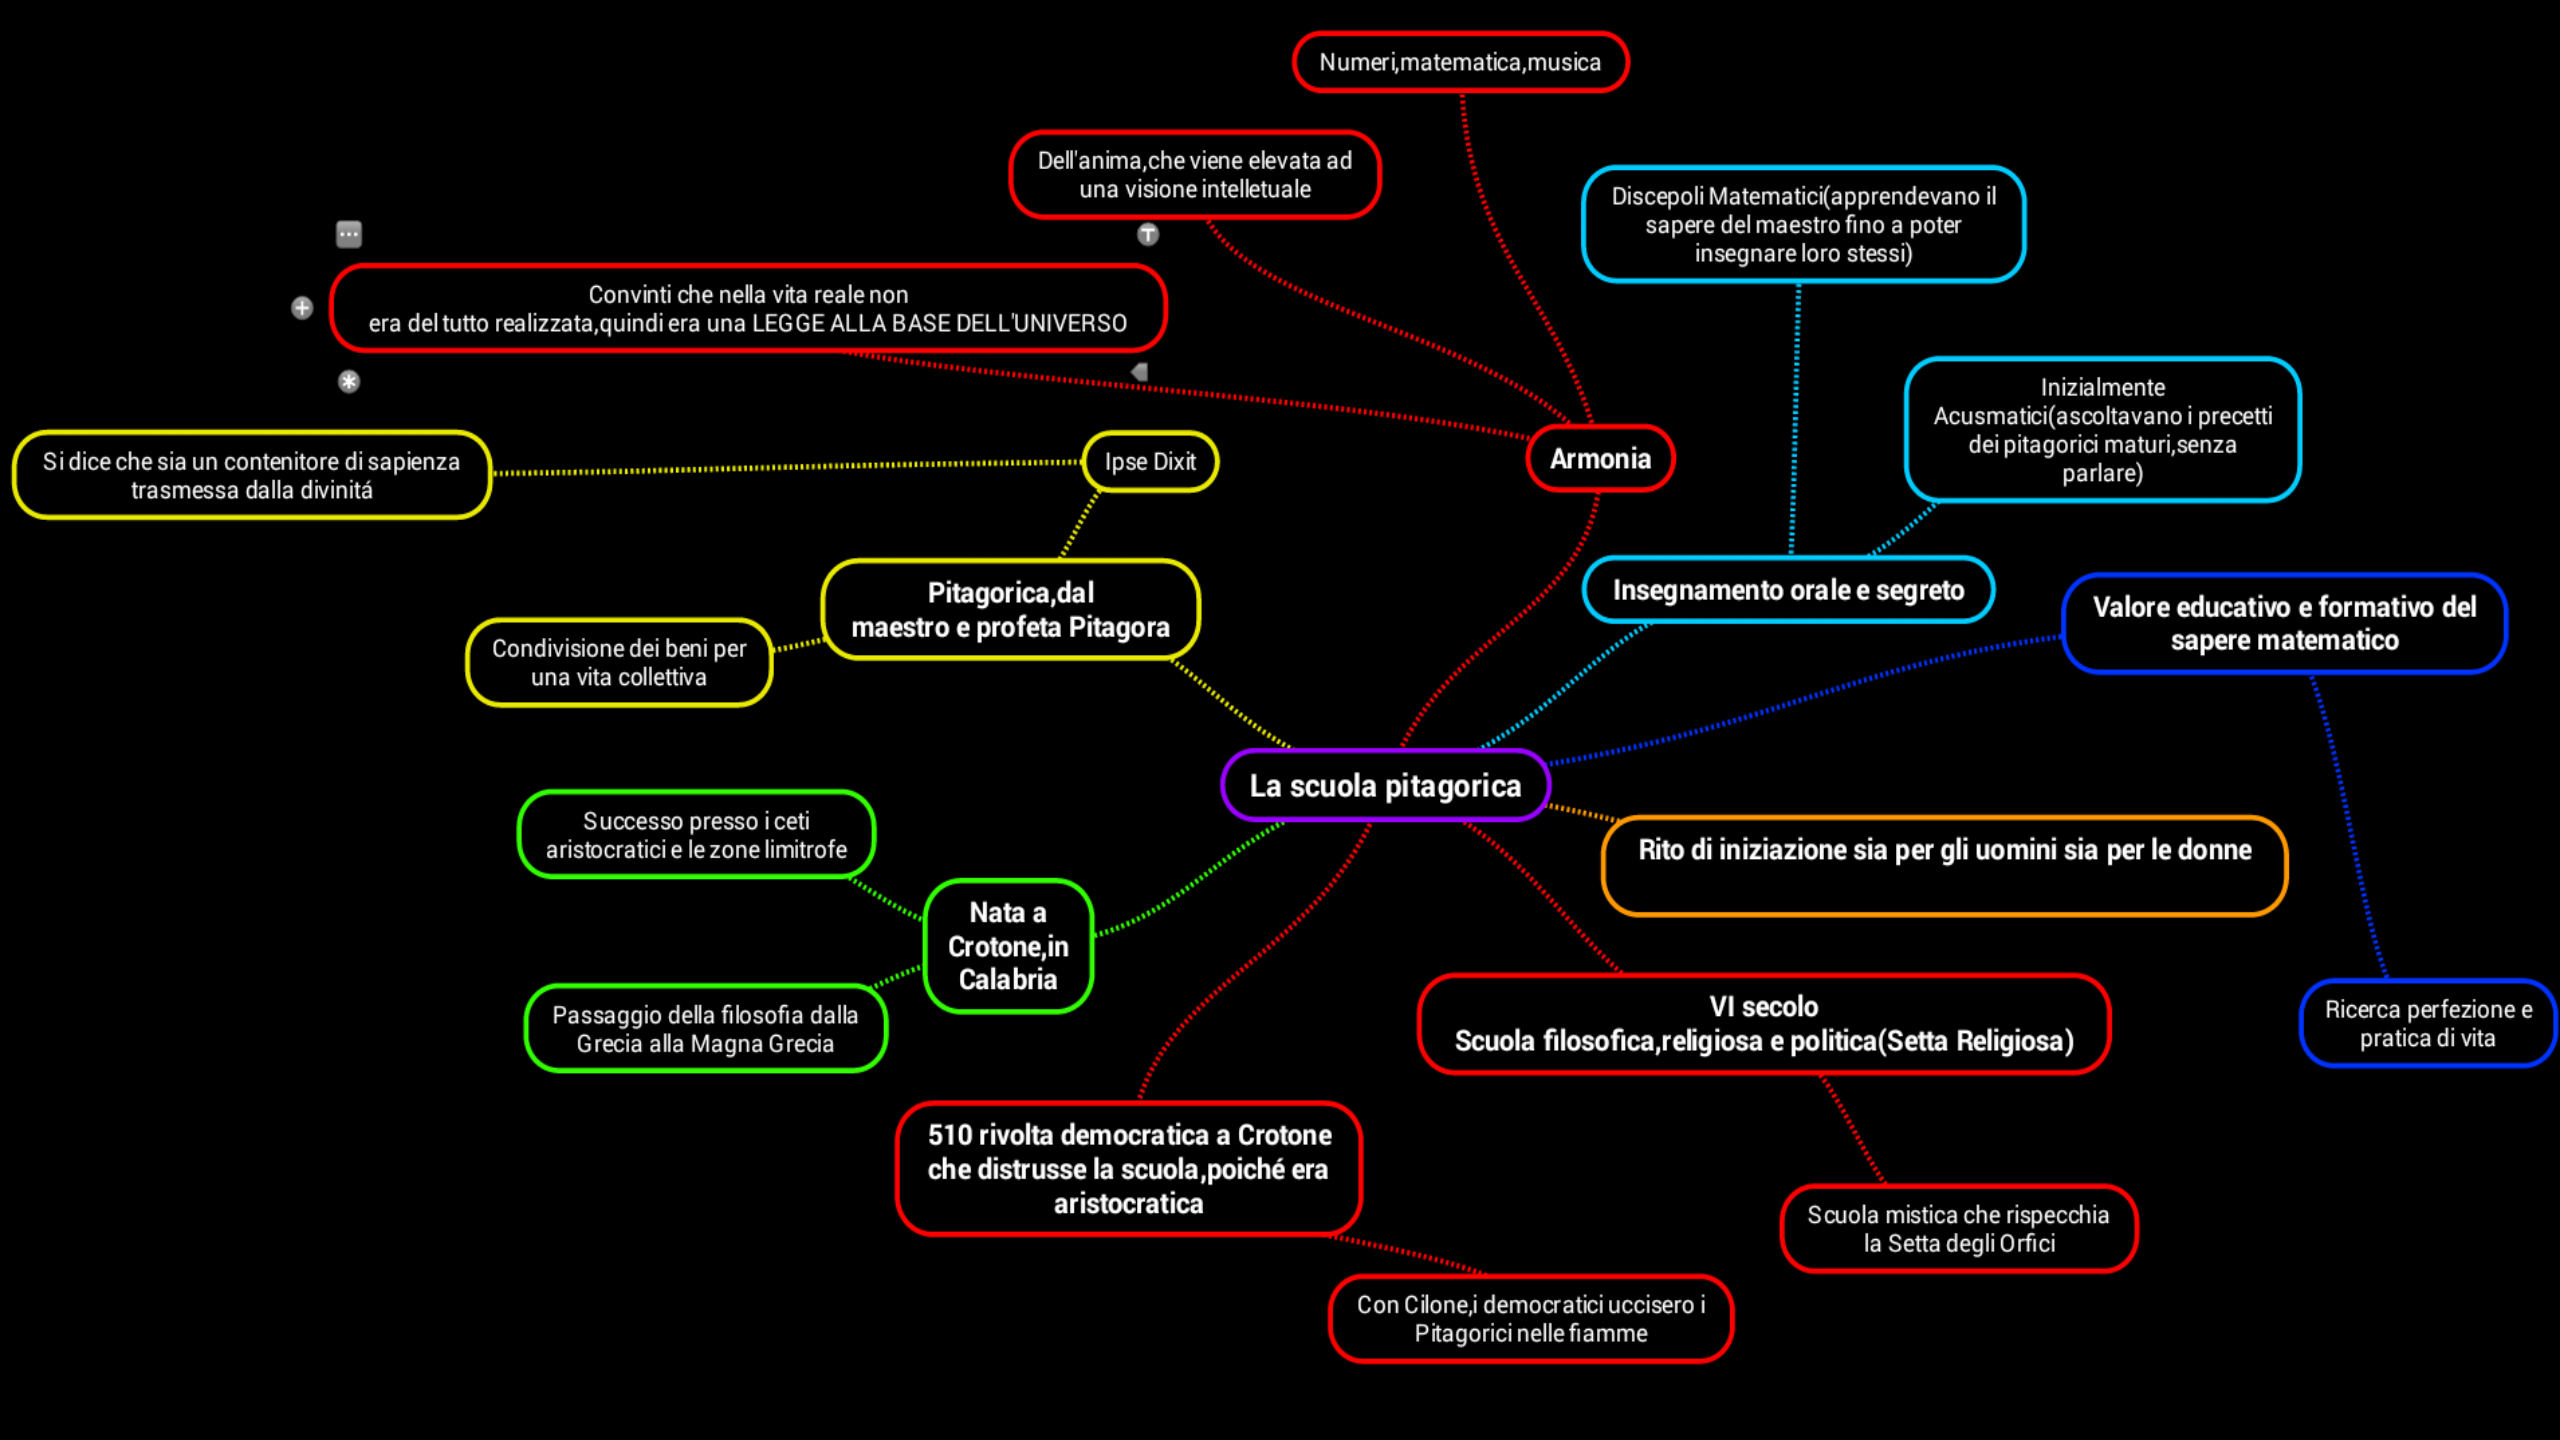 Numeri,matematica,musica
Dell'anima,che viene elevata ad
una visione intelletuale
Discepoli Matematici(apprendevano il
sapere del maestro fino a poter
insegnare loro stessi)
Convinti che nella vita reale non
era del tutto realizzata,quindi era una LEGGE ALLA BASE DELL'UNIVERSO
Inizialmente
Acusmatici(ascoltavano i precetti
dei pitagorici maturi,senza
parlare)
Si dice che sia un contenitore di sapienza
trasmessa dalla divinitá
Ipse Dixit
Armonia
Pitagorica,dal
maestro e profeta Pitagora
Insegnamento orale e segreto
Valore educativo e formativo del
sapere matematico
Condivisione dei beni per
una vita collettiva
La scuola pitagorica
Successo presso i ceti
aristocratici e le zone limitrofe
Rito di iniziazione sia per gli uomini sia per le donne
Nata a
Crotone,in
Calabria
Passaggio della filosofia dalla
Grecia alla Magna Grecia
VI secolo
Scuola filosofica,religiosa e politica(Setta Religiosa)
Ricerca perfezione e
pratica di vita
510 rivolta democratica a Crotone
che distrusse la scuola,poiché era
aristocratica
Scuola mistica che rispecchia
la Setta degli Orfici
Con Cilone,i democratici uccisero i
Pitagorici nelle fiamme